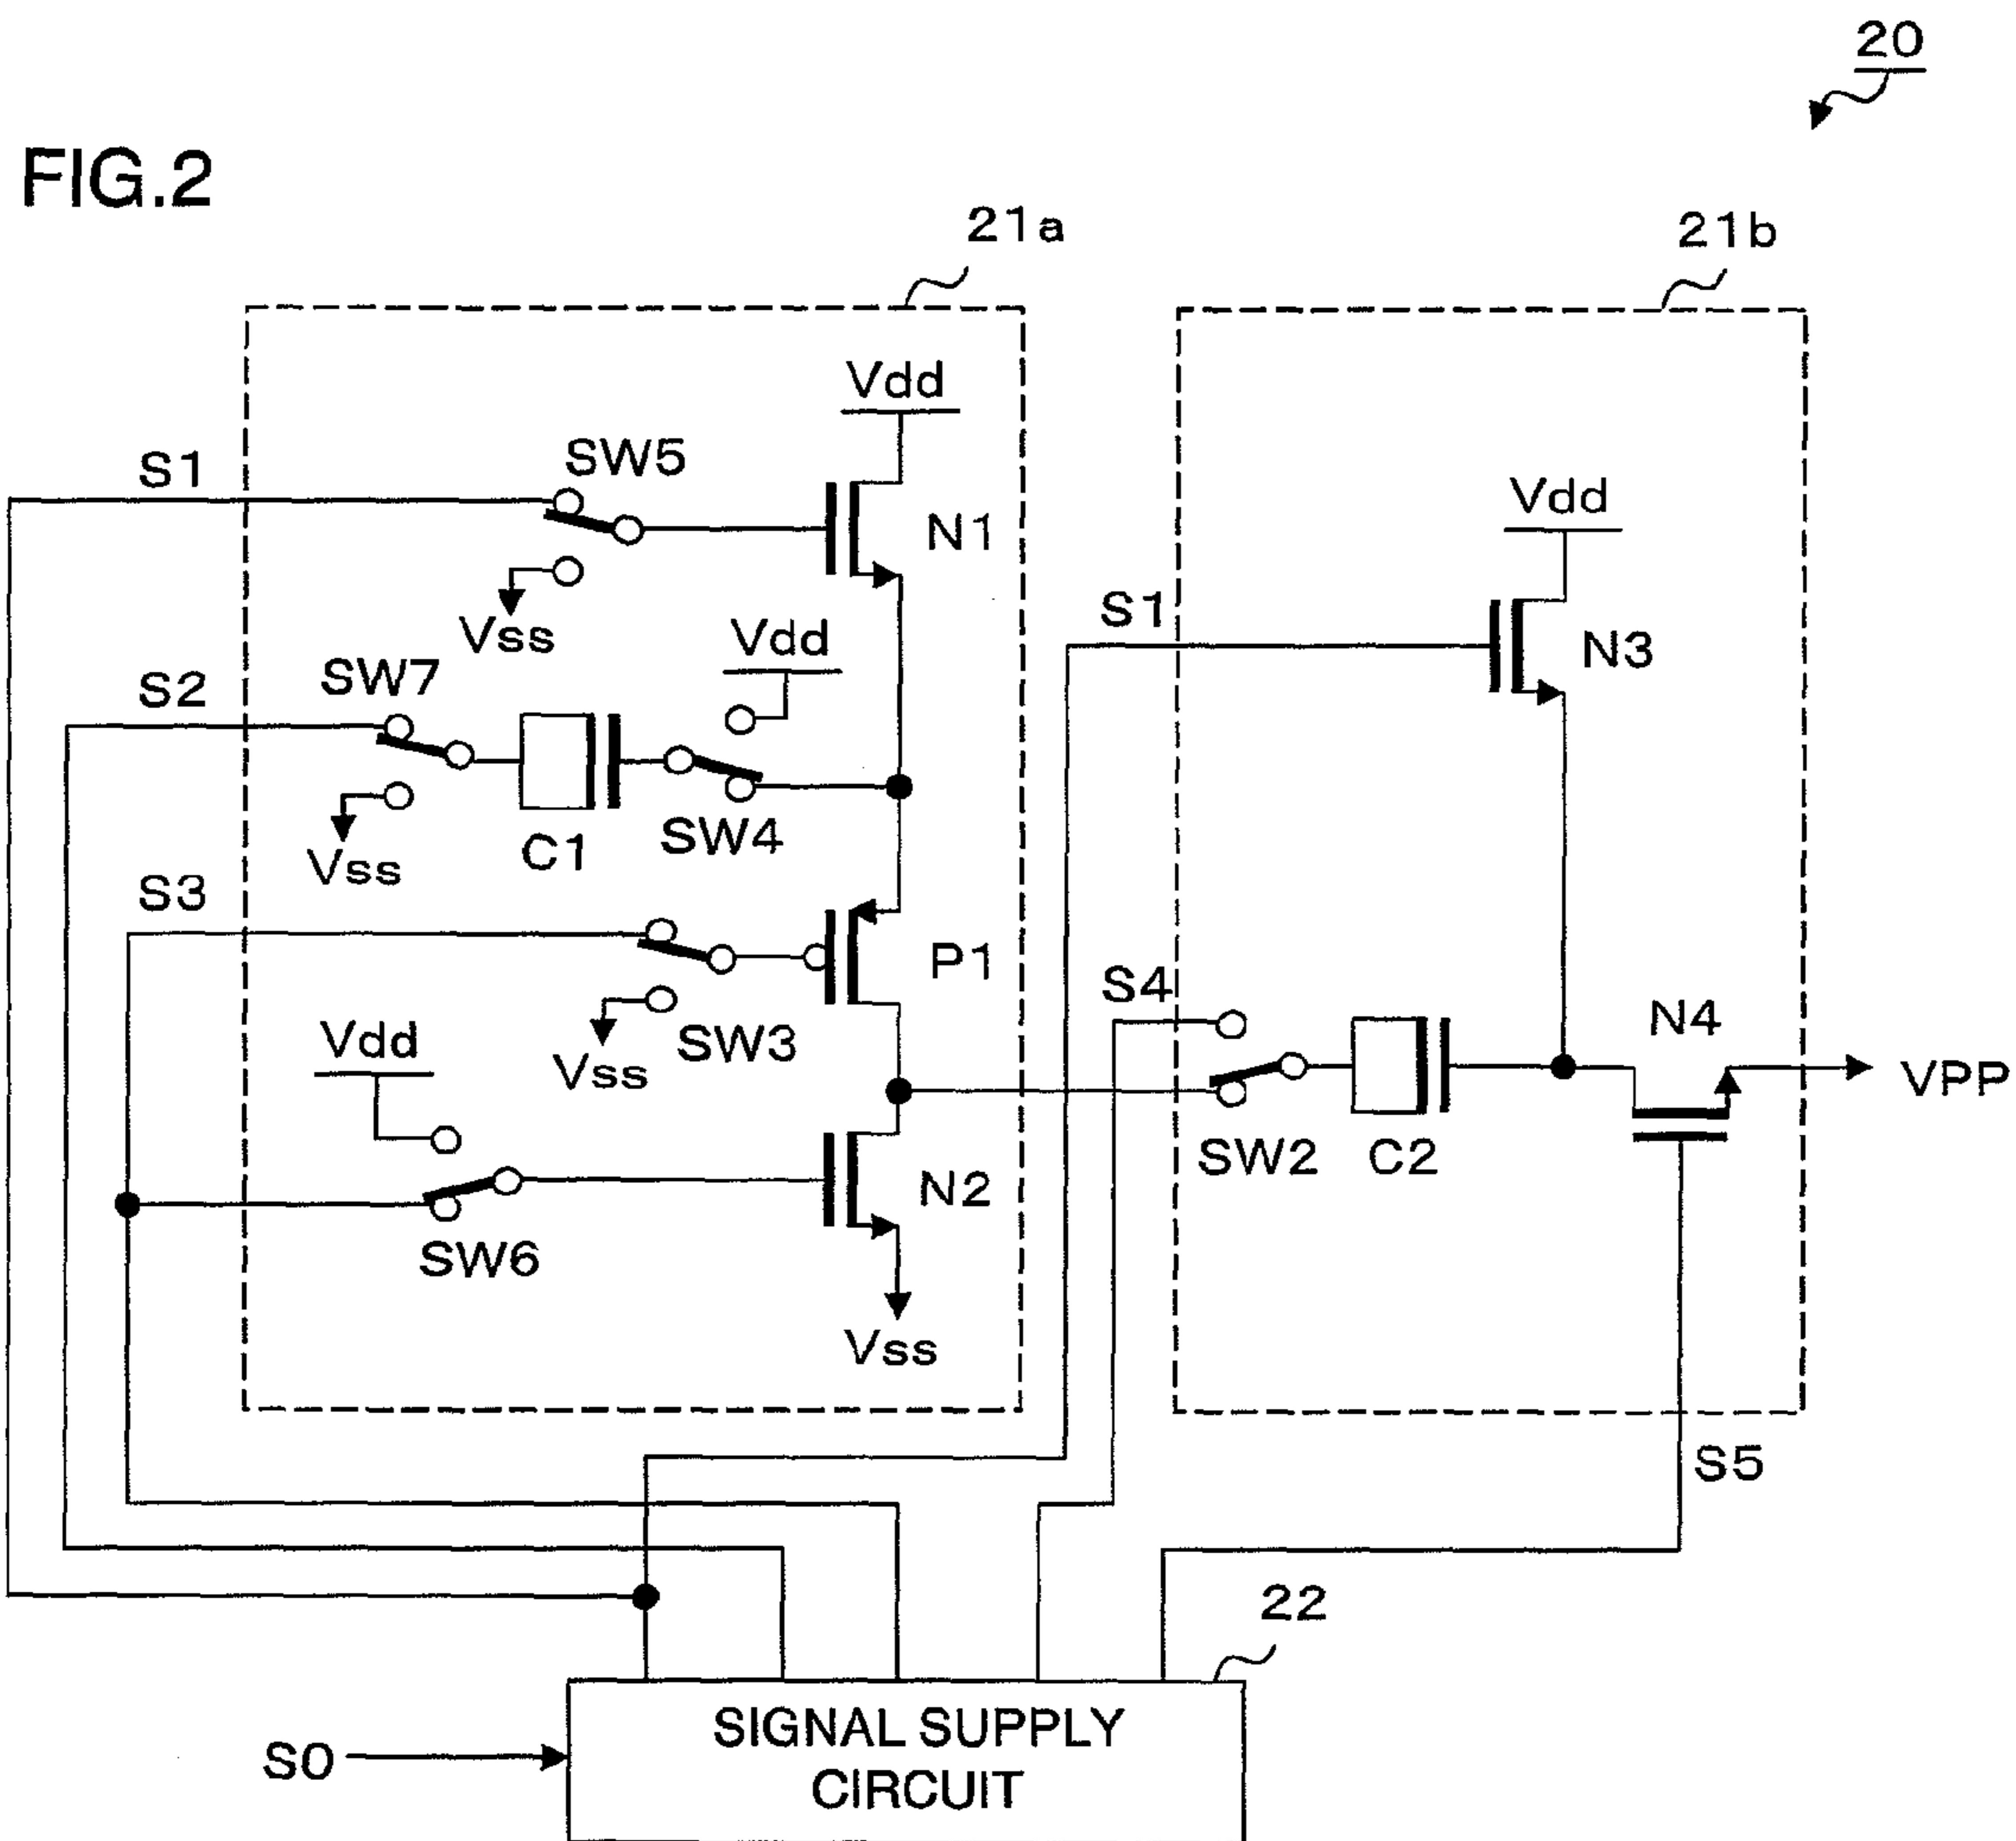 20
FIG.2
21a
21b
Vdd
S1
SW5
N1
Vdd
Vss
S1
N3
Vdd
S2
SW7
C1
SW4
Vss
S3
P1
S4
N4
Vss
SW3
Vdd
VPP
SW2
C2
N2
SW6
Vss
S5
22
SIGNAL SUPPLY
CIRCUIT
S0